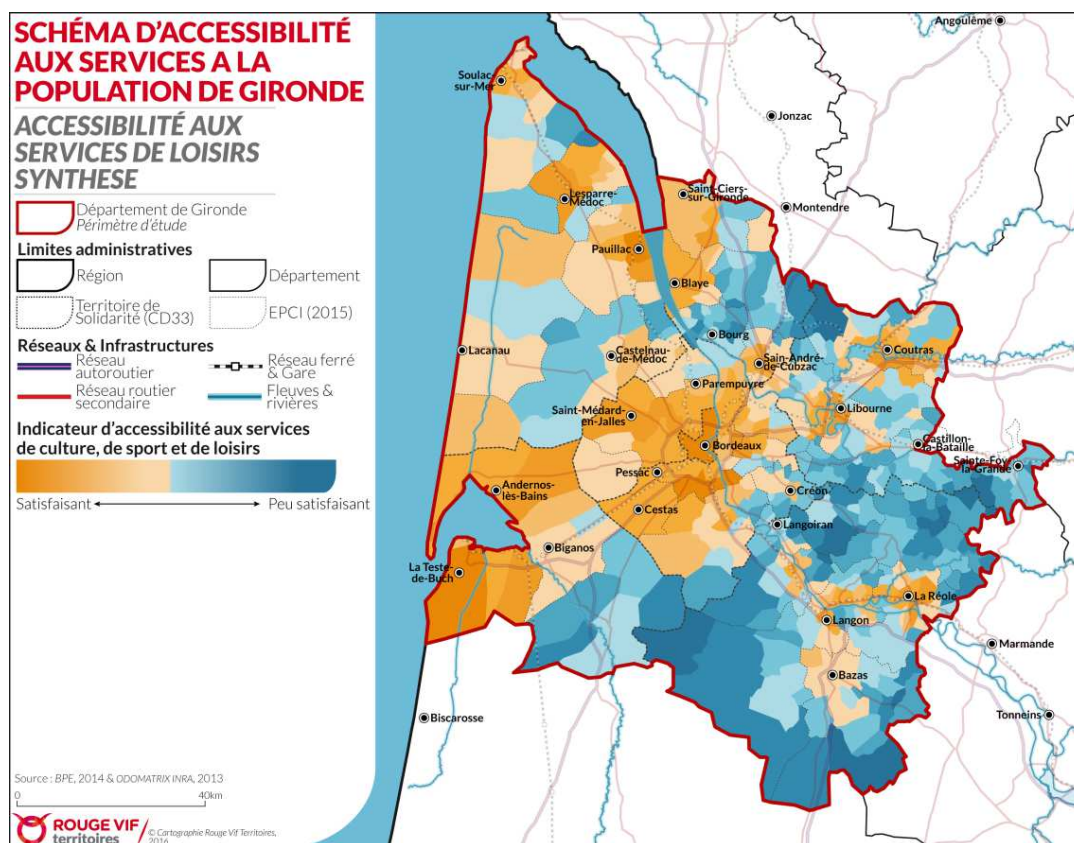 SCHÉMA D'ACCESSIBILITÉ
AUX SERVICES A LA
POPULATION DE GIRONDE
ACCESSIBILITÉ AUX
SERVICES DE LOISIRS
SYNTHESE
Département de Gironde
Périmètre d'étude
Limites administratives
Région
Département
Territoire de
Solidarité (CD33)
EPCI (2015)
Réseaux & Infrastructures
Réseau
autoroutier
Réseau ferré
& Gare
Réseau routier
secondaire
Fleuves &
rivières
Indicateur d'accessibilité aux services
de culture, de sport et de loisirs
Satisfaisant
Peu satisfaisant
Source : BPE, 2014 & ODOMATRIX INRA, 2013
0
40km
ROUGE VIF
territoires
© Cartographie Rouge Vif Territoires,
2016
Angoulême
Soulac
sur-Mer
Jonzac
Lesparre-
Médoc
Saint-Ciers-
sur-Gironde
Montendre
Pauillac
Blaye
Bourg
Lacanau
Castelnau-
de-Médoc
Sain-André-
de-Cubzac
Coutras
Parempuyre
Saint-Médard-
en-Jalles
Libourne
Bordeaux
Castillon-
la-Bataille
Sainte-Foy-
la-Grande
Pessac
Andernos-
lès-Bains
Créon
Cestas
Langoiran
Biganos
La Teste-
de-Buch
La Réole
Langon
Marmande
Bazas
Biscarosse
Tonneins